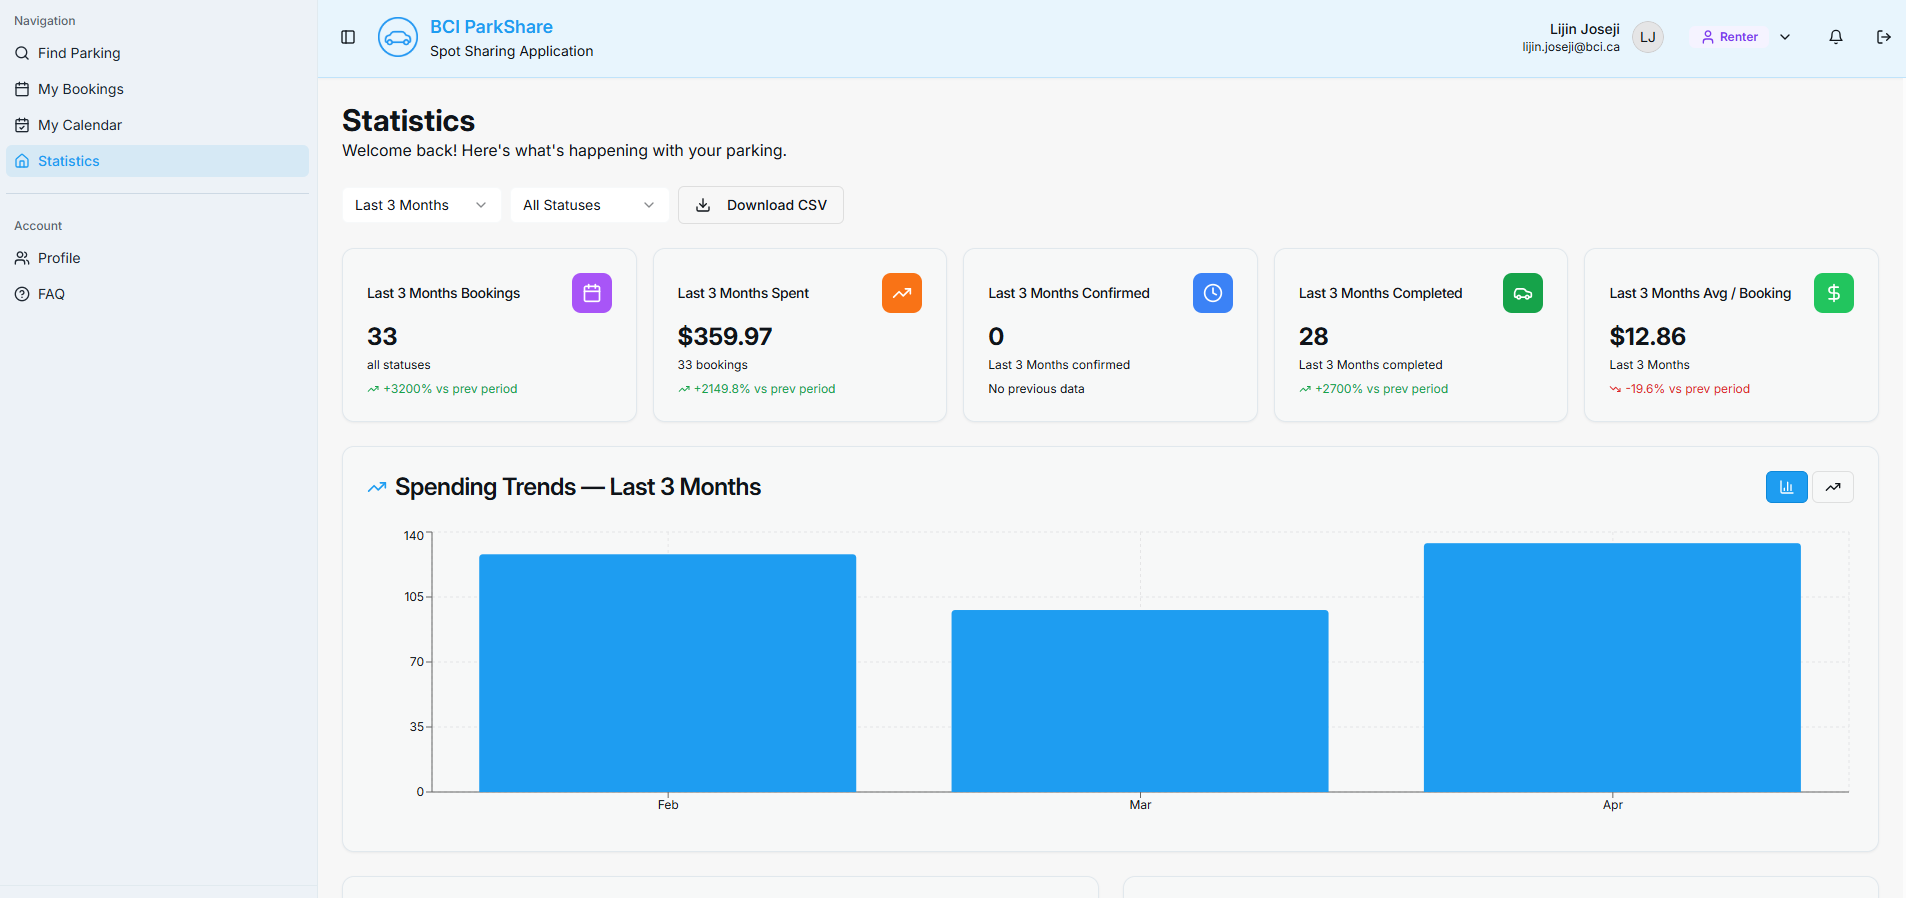 Navigation
Find Parking
My Bookings
My Calendar
Statistics
Account
Profile
FAQ
BCI ParkShare
Spot Sharing Application
Lijin Joseji
lijin.joseji@bci.ca
LJ
Renter
Statistics
Welcome back! Here's what's happening with your parking.
Last 3 Months
All Statuses
Download CSV
Last 3 Months Bookings
33
all statuses
+3200% vs prev period
Last 3 Months Spent
$359.97
33 bookings
+2149.8% vs prev period
Last 3 Months Confirmed
0
Last 3 Months confirmed
No previous data
Last 3 Months Completed
28
Last 3 Months completed
+2700% vs prev period
Last 3 Months Avg / Booking
$12.86
Last 3 Months
-19.6% vs prev period
Spending Trends — Last 3 Months
140
105
70
35
0
Feb
Mar
Apr